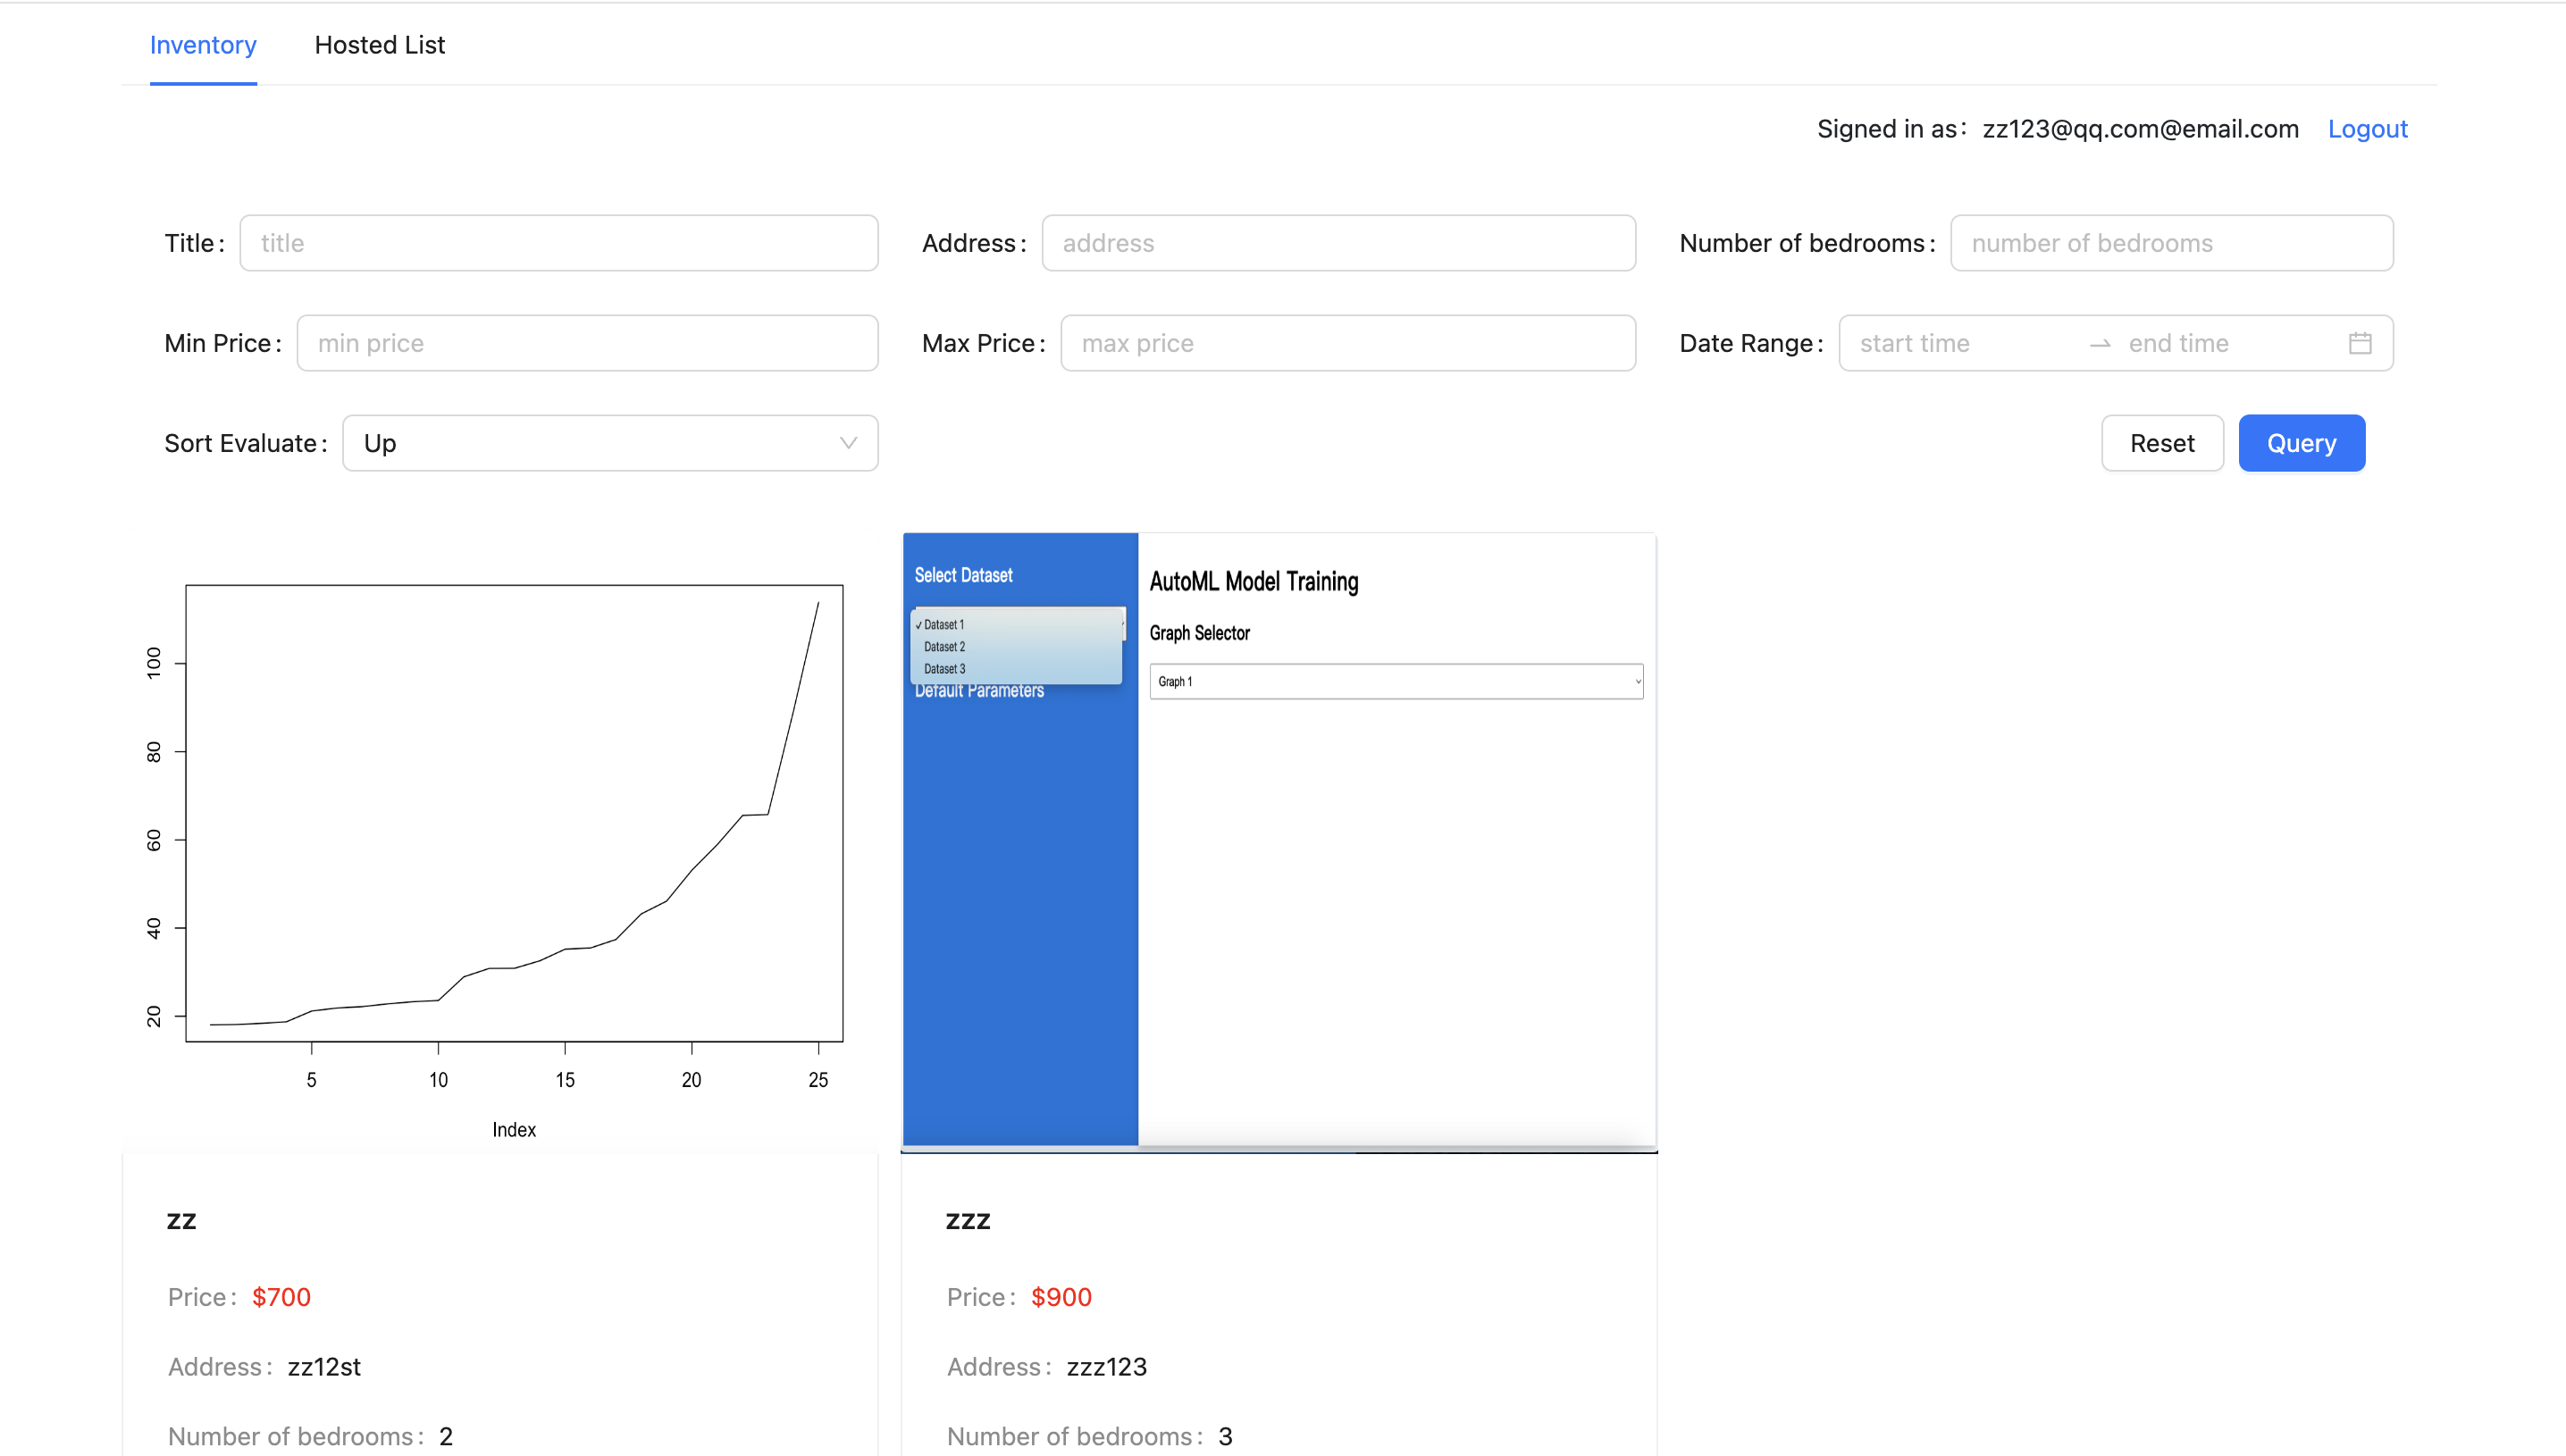 Inventory Hosted List
Signed in as: zz123@qq.com@email.com Logout
Title: title Address: address Number of bedrooms: number of bedrooms
Min Price: min price Max Price: max price Date Range: start time → end time
Sort Evaluate: Up Reset Query
100
80
60
40
20
5 10 15 20 25
Index
Select Dataset
✓ Dataset 1
Dataset 2
Dataset 3
Default Parameters
AutoML Model Training
Graph Selector
Graph 1
zz
Price: $700
Address: zz12st
Number of bedrooms: 2
zzz
Price: $900
Address: zzz123
Number of bedrooms: 3